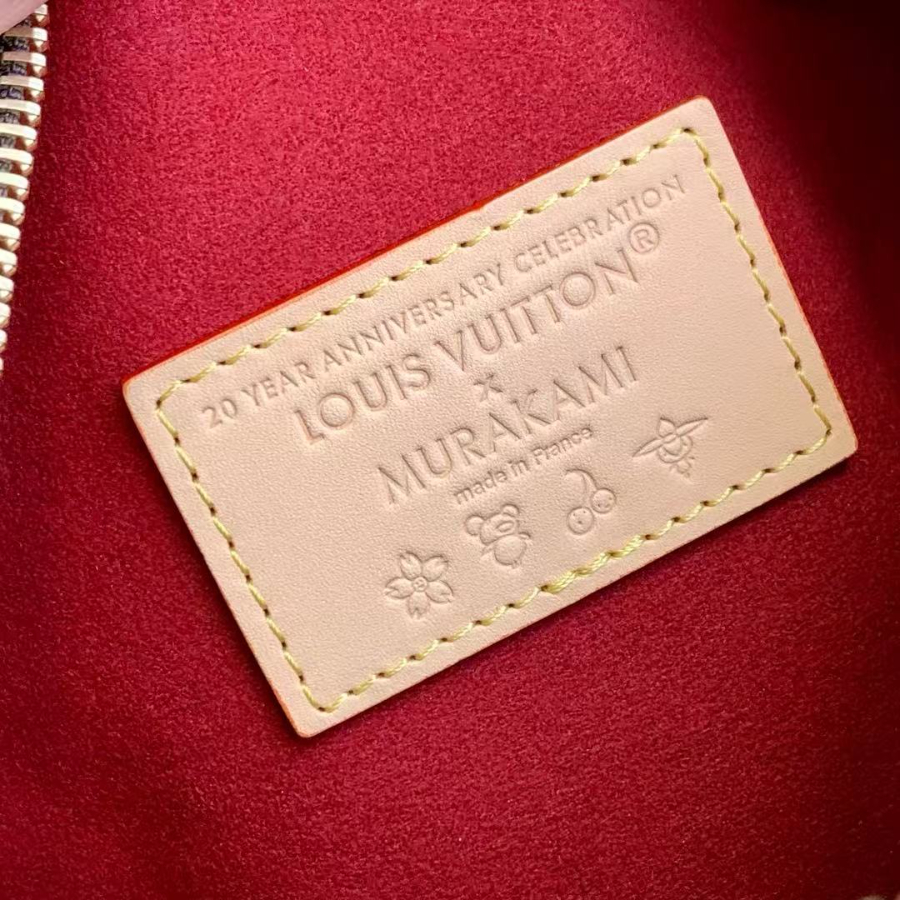 20 YEAR ANNIVERSARY CELEBRATION
LOUIS VUITTON®
×
MURAKAMI
made in France